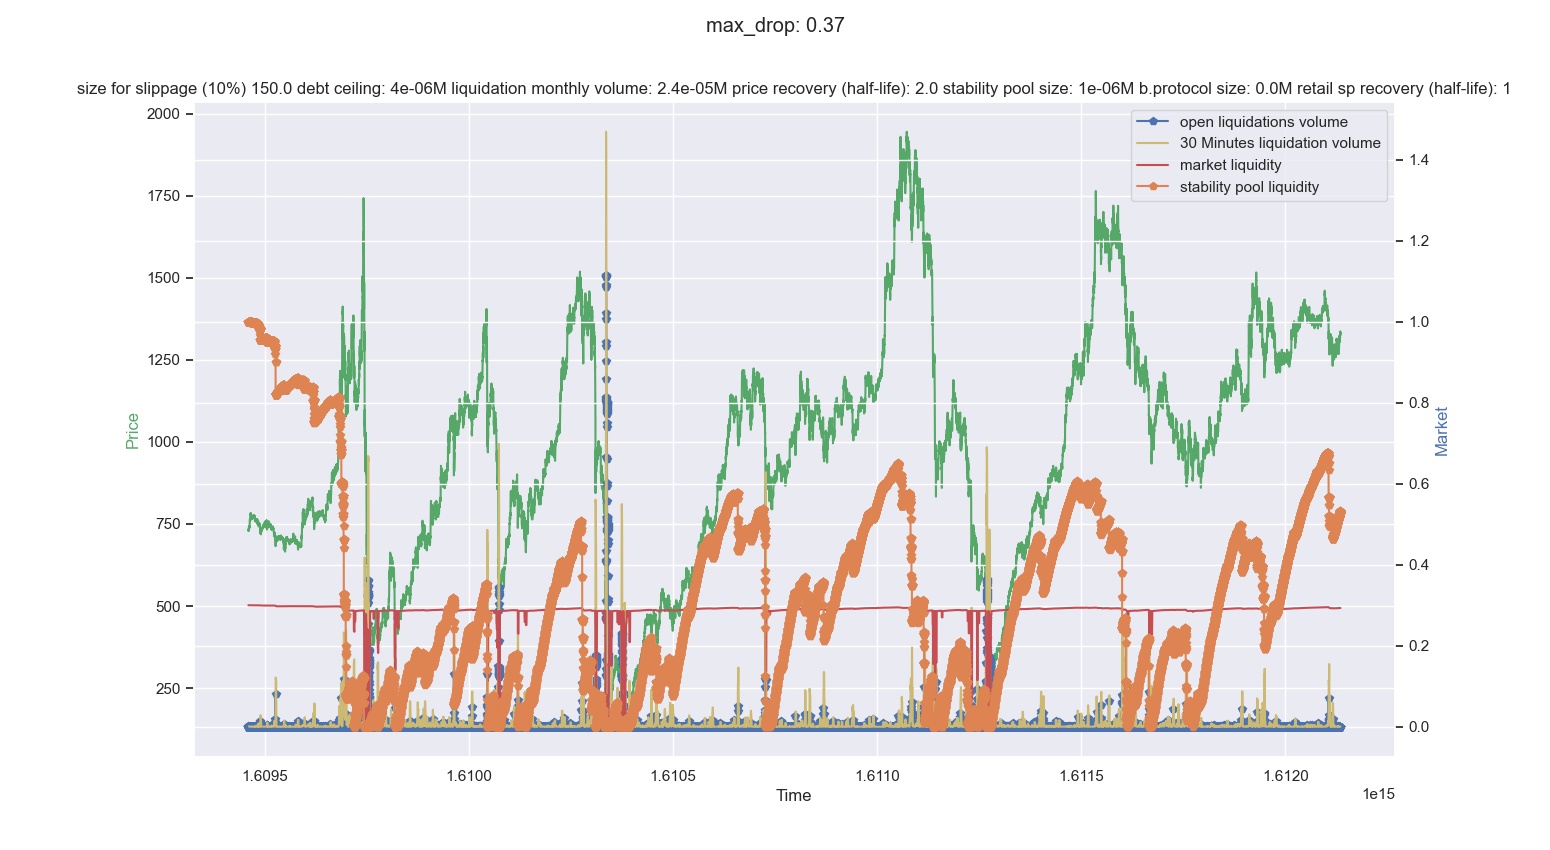 max_drop: 0.37
size for slippage (10%) 150.0 debt ceiling: 4e-06M liquidation monthly volume: 2.4e-05M price recovery (half-life): 2.0 stability pool size: 1e-06M b.protocol size: 0.0M retail sp recovery (half-life): 1
open liquidations volume
30 Minutes liquidation volume
market liquidity
stability pool liquidity
2000
1750
1500
1250
1000
750
500
250
Price
1.4
1.2
1.0
0.8
0.6
0.4
0.2
0.0
Market
1.6095 1.6100 1.6105 1.6110 1.6115 1.6120
1e15
Time